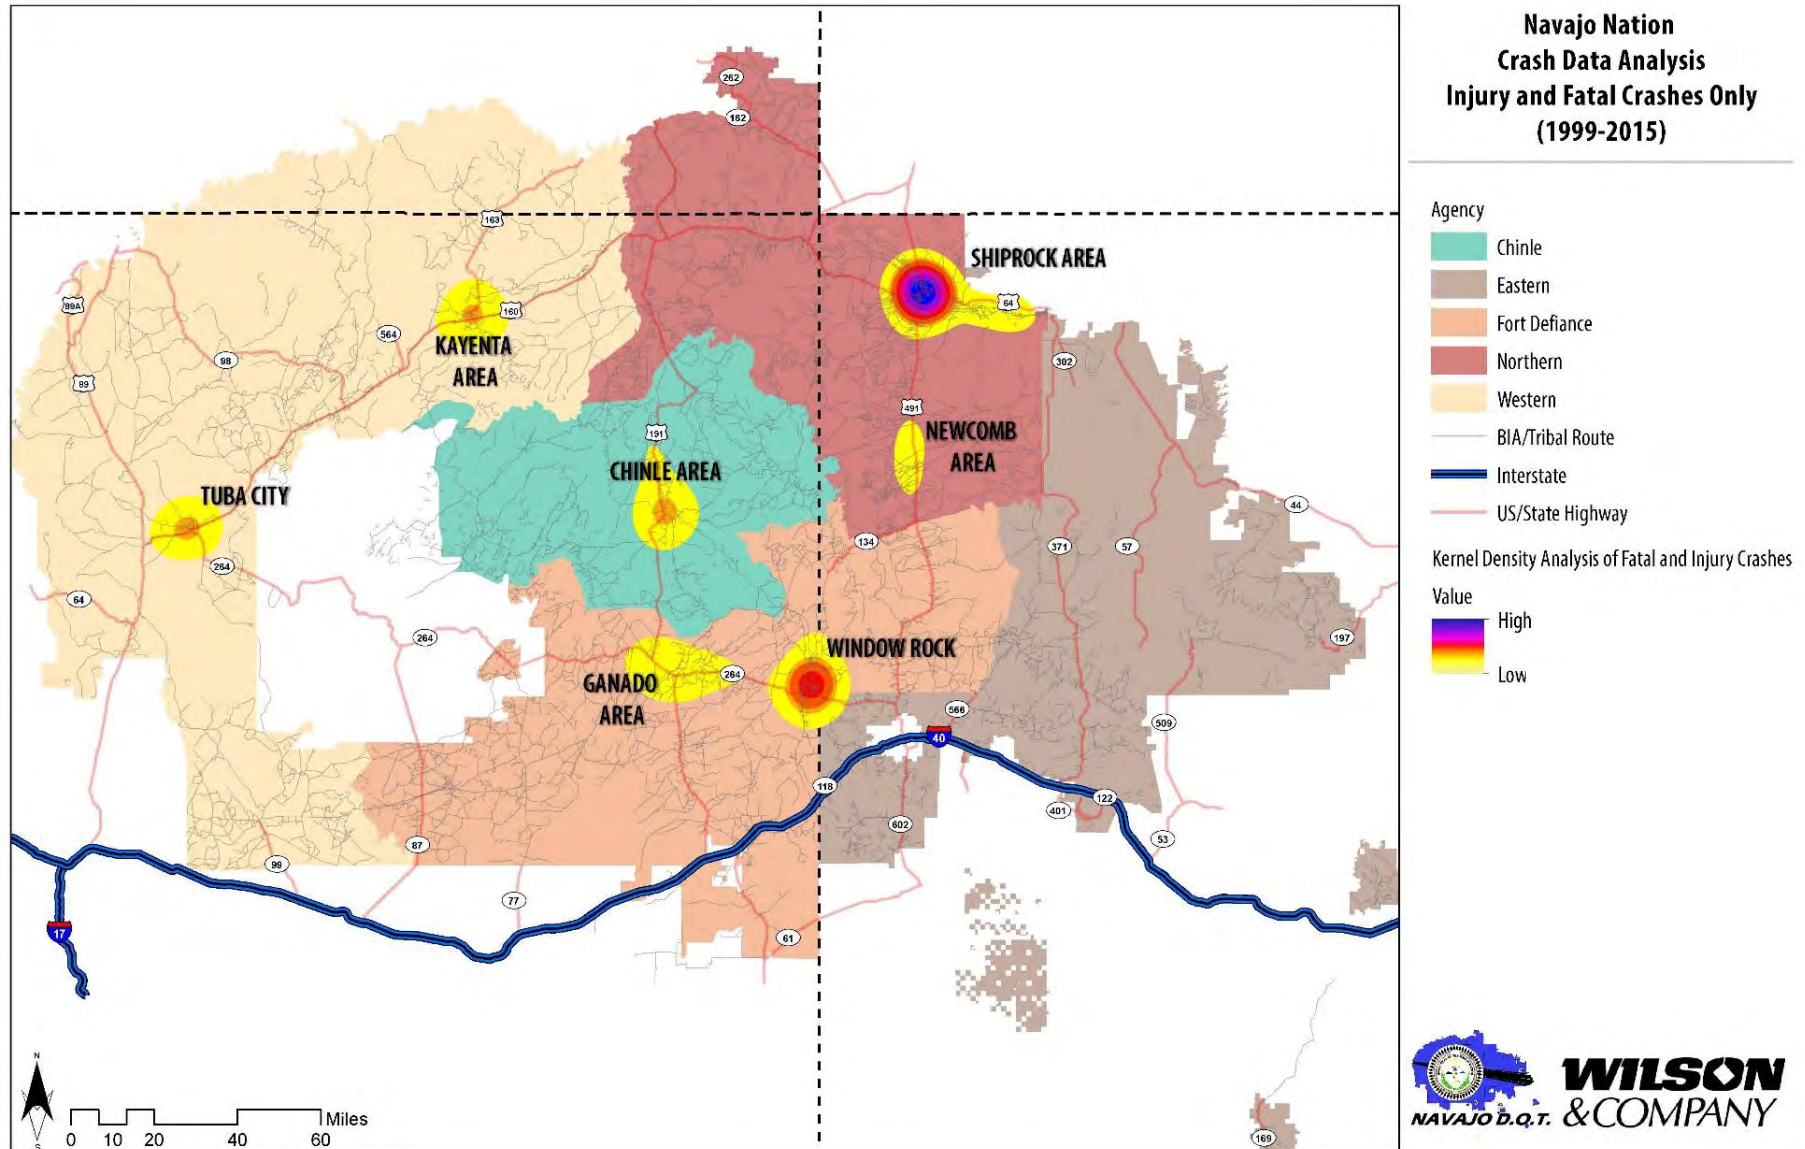 Navajo Nation
Crash Data Analysis
Injury and Fatal Crashes Only
(1999-2015)
Agency
Chinle
Eastern
Fort Defiance
Northern
Western
BIA/Tribal Route
Interstate
US/State Highway
Kernel Density Analysis of Fatal and Injury Crashes
Value
High
Low
262
162
163
SHIPROCK AREA
89A
64
160
564
KAYENTA
AREA
98
302
89
491
191
NEWCOMB
AREA
CHINLE AREA
TUBA CITY
44
134
371
57
264
64
264
197
WINDOW ROCK
GANADO
AREA
264
566
509
40
118
122
401
602
53
87
99
77
17
61
169
N
S
Miles
0 10 20 40 60
NAVAJO D.O.T.
WILSON
&COMPANY